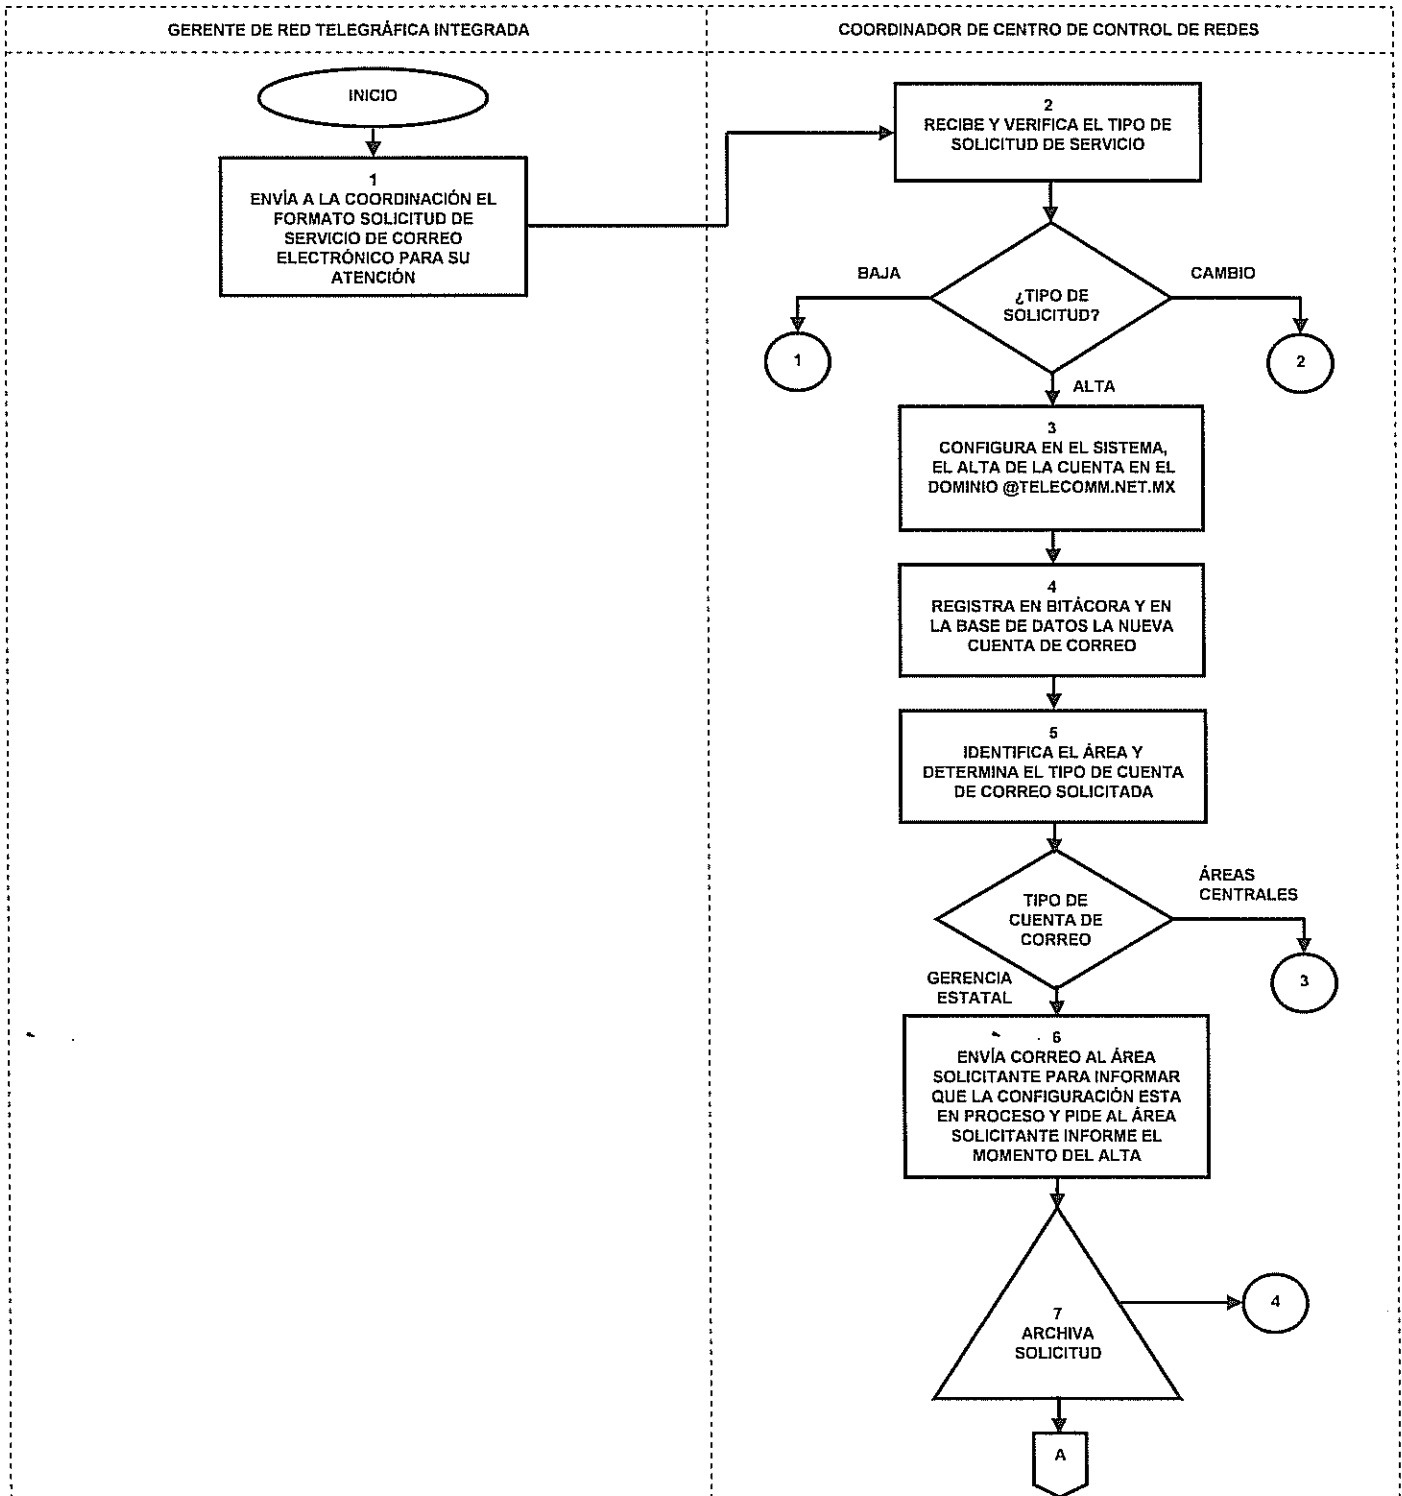 GERENTE DE RED TELEGRÁFICA INTEGRADA
COORDINADOR DE CENTRO DE CONTROL DE REDES
INICIO
1
ENVÍA A LA COORDINACIÓN EL
FORMATO SOLICITUD DE
SERVICIO DE CORREO
ELECTRÓNICO PARA SU
ATENCIÓN
2
RECIBE Y VERIFICA EL TIPO DE
SOLICITUD DE SERVICIO
¿TIPO DE
SOLICITUD?
BAJA
CAMBIO
1
2
ALTA
3
CONFIGURA EN EL SISTEMA,
EL ALTA DE LA CUENTA EN EL
DOMINIO @TELECOMM.NET.MX
4
REGISTRA EN BITÁCORA Y EN
LA BASE DE DATOS LA NUEVA
CUENTA DE CORREO
5
IDENTIFICA EL ÁREA Y
DETERMINA EL TIPO DE CUENTA
DE CORREO SOLICITADA
TIPO DE
CUENTA DE
CORREO
ÁREAS
CENTRALES
3
GERENCIA
ESTATAL
6
ENVÍA CORREO AL ÁREA
SOLICITANTE PARA INFORMAR
QUE LA CONFIGURACIÓN ESTA
EN PROCESO Y PIDE AL ÁREA
SOLICITANTE INFORME EL
MOMENTO DEL ALTA
7
ARCHIVA
SOLICITUD
4
A